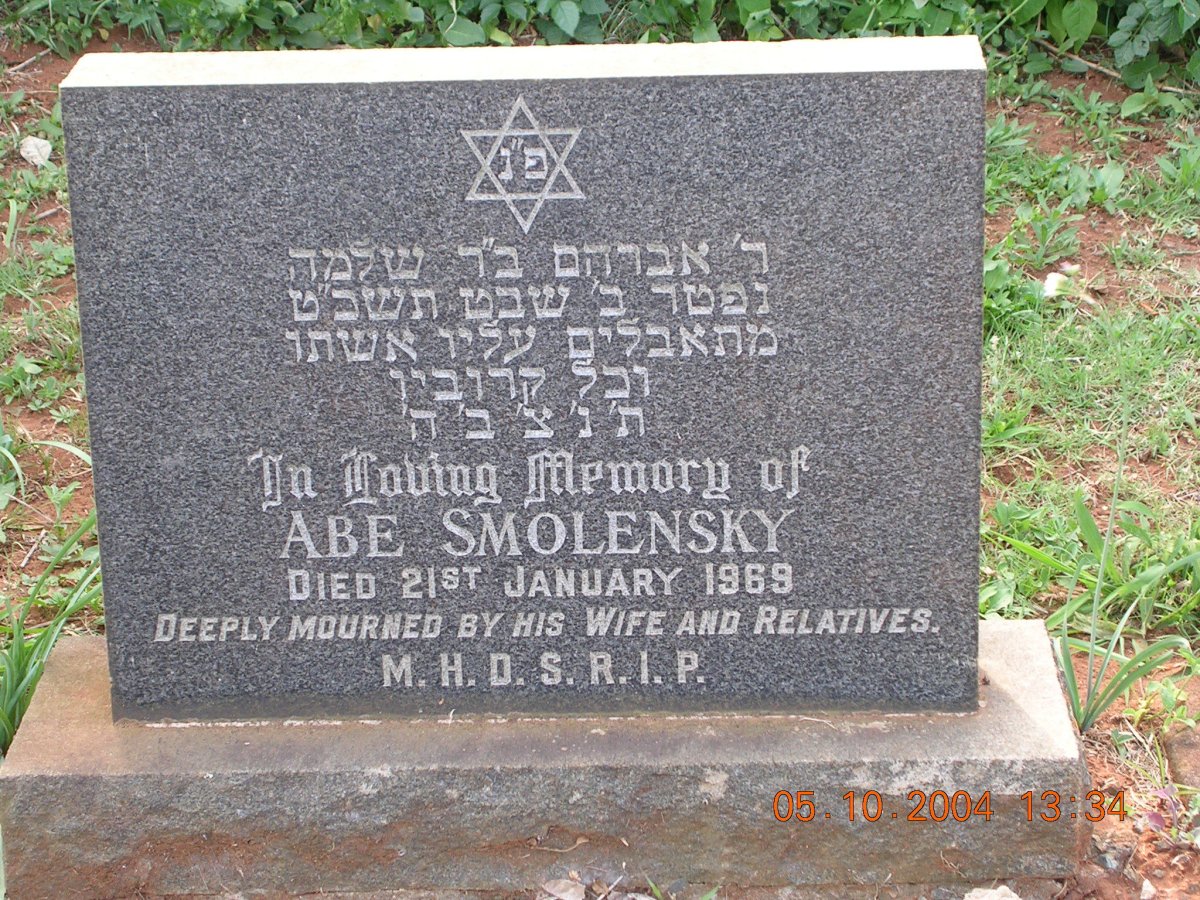 פ"נ
ר' אברהם ב"ר שלמה
נפטר ב' שבט תשכ"ט
מתאבלים עליו אשתו
וכל קרוביו
ת' נ' צ' ב' ה'
In Loving Memory of
ABE SMOLENSKY
DIED 21ST JANUARY 1969
DEEPLY MOURNED BY HIS WIFE AND RELATIVES.
M. H. D. S. R. I. P.
05.10.2004 13:34